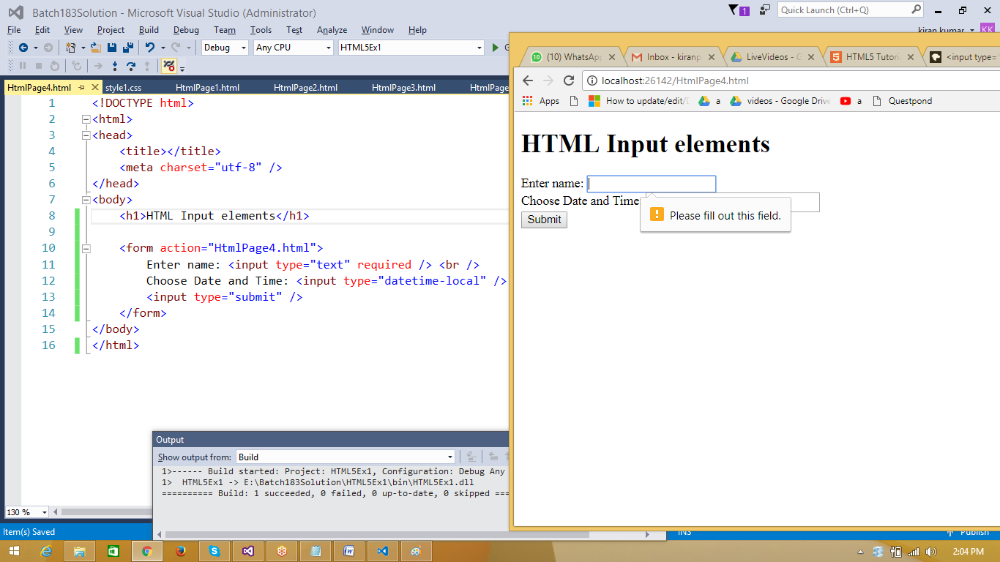 Batch183Solution - Microsoft Visual Studio (Administrator)
1
Quick Launch (Ctrl+Q)
File Edit View Project Build Debug Team Tools Test Analyze Window Help
kiran kumar KK
Debug Any CPU HTML5Ex1
HtmlPage4.html style1.css HtmlPage1.html HtmlPage2.html HtmlPage3.html HtmlPage
1 <!DOCTYPE html>
2 <html>
3 <head>
4 <title></title>
5 <meta charset="utf-8" />
6 </head>
7 <body>
8 <h1>HTML Input elements</h1>
9
10 <form action="HtmlPage4.html">
11 Enter name: <input type="text" required /> <br />
12 Choose Date and Time: <input type="datetime-local" />
13 <input type="submit" />
14 </form>
15 </body>
16 </html>
Output
Show output from: Build
1>------ Build started: Project: HTML5Ex1, Configuration: Debug Any
1> HTML5Ex1 -> E:\Batch183Solution\HTML5Ex1\bin\HTML5Ex1.dll
========== Build: 1 succeeded, 0 failed, 0 up-to-date, 0 skipped ===
130 %
Item(s) Saved
INS
Publish
10 (10) WhatsApp Inbox - kiranp LiveVideos - G HTML5 Tutoria <input type=
localhost:26142/HtmlPage4.html
Apps How to update/edit/ a videos - Google Drive a Questpond
HTML Input elements
Enter name:
Choose Date and Time:
Please fill out this field.
Submit
2:04 PM